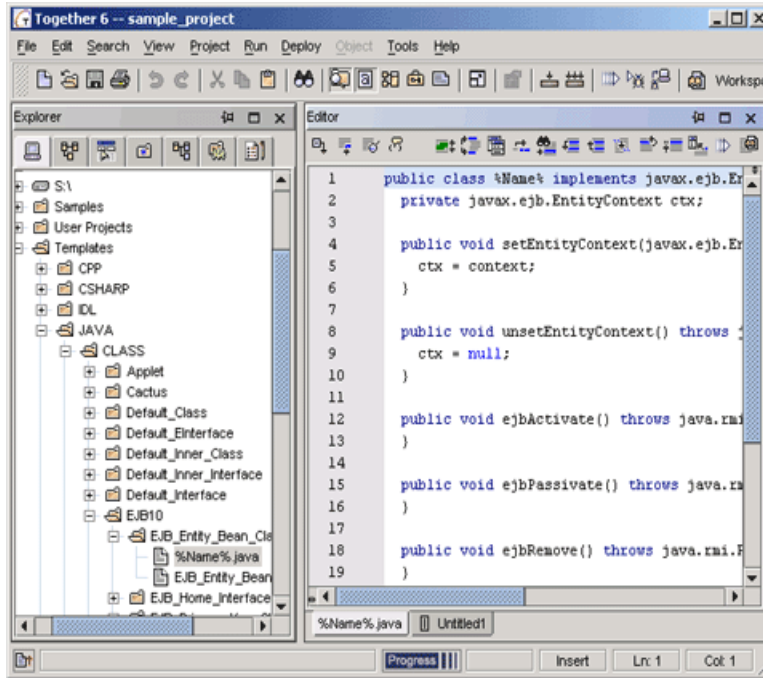 Together 6 -- sample_project
File Edit Search View Project Run Deploy Object Tools Help
Workspa
Explorer
S:\
Samples
User Projects
Templates
CPP
CSHARP
IDL
JAVA
CLASS
Applet
Cactus
Default_Class
Default_EInterface
Default_Inner_Class
Default_Inner_Interface
Default_Interface
EJB10
EJB_Entity_Bean_Cla
%Name%.java
EJB_Entity_Bean
EJB_Home_Interface
Editor
1 public class %Name% implements javax.ejb.En
2 private javax.ejb.EntityContext ctx;
3
4 public void setEntityContext(javax.ejb.En
5 ctx = context;
6 }
7
8 public void unsetEntityContext() throws j
9 ctx = null;
10 }
11
12 public void ejbActivate() throws java.rmi
13 }
14
15 public void ejbPassivate() throws java.rm
16 }
17
18 public void ejbRemove() throws java.rmi.R
19 }
%Name%.java Untitled1
Progress Insert Ln: 1 Col: 1